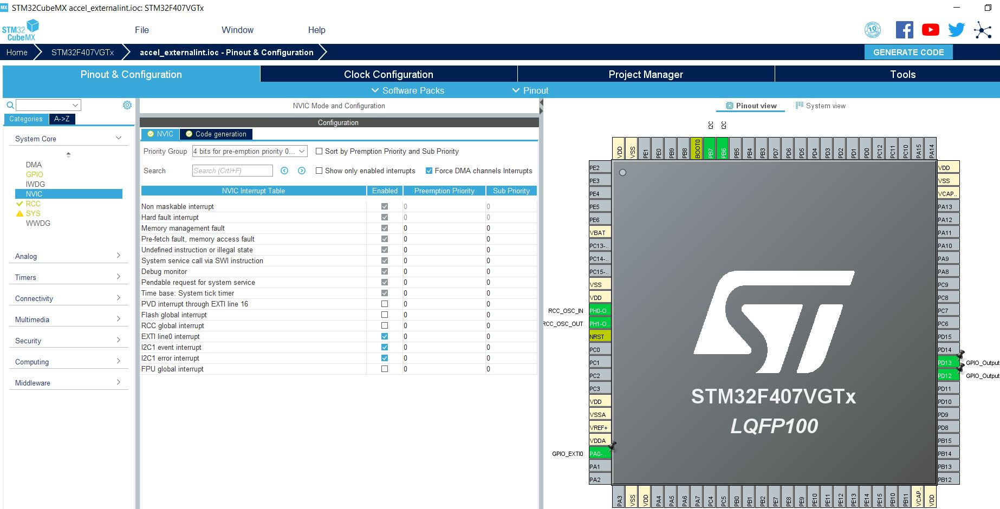 MX STM32CubeMX accel_externalint.ioc: STM32F407VGTx
STM32 CubeMX
File Window Help
10
Home STM32F407VGTx accel_externalint.ioc - Pinout & Configuration GENERATE CODE
Pinout & Configuration Clock Configuration Project Manager Tools
Software Packs Pinout
Categories A->Z
System Core
DMA
GPIO
IWDG
NVIC
RCC
SYS
WWDG
Analog
Timers
Connectivity
Multimedia
Security
Computing
Middleware
NVIC Mode and Configuration
Configuration
NVIC Code generation
Priority Group 4 bits for pre-emption priority 0... Sort by Premption Priority and Sub Priority
Search Search (Crtl+F) Show only enabled interrupts Force DMA channels Interrupts
NVIC Interrupt Table Enabled Preemption Priority Sub Priority
Non maskable interrupt 0 0
Hard fault interrupt 0 0
Memory management fault 0 0
Pre-fetch fault, memory access fault 0 0
Undefined instruction or illegal state 0 0
System service call via SWI instruction 0 0
Debug monitor 0 0
Pendable request for system service 0 0
Time base: System tick timer 0 0
PVD interrupt through EXTI line 16 0 0
Flash global interrupt 0 0
RCC global interrupt 0 0
EXTI line0 interrupt 0 0
I2C1 event interrupt 0 0
I2C1 error interrupt 0 0
FPU global interrupt 0 0
Pinout view System view
I2C I2C
VDD VSS PE1 PE0 PB9 PB8 BOOT0 PB7 PB6 PB5 PB4 PB3 PD7 PD6 PD5 PD4 PD3 PD2 PD1 PD0 PC12 PC11 PC10 PA15 PA14
PE2 VDD
PE3 VSS
PE4 VCAP..
PE5 PA13
PE6 PA12
VBAT PA11
PC13-.. PA10
PC14-.. PA9
PC15-.. PA8
VSS PC9
VDD PC8
RCC_OSC_IN PH0-O.. PC7
RCC_OSC_OUT PH1-O.. PC6
NRST PD15
PC0 PD14
PC1 PD13 GPIO_Output
PC2 PD12 GPIO_Output
PC3 PD11
VDD PD10
VSSA PD9
VREF+ PD8
VDDA PB15
GPIO_EXTI0 PA0-.. PB14
PA1 PB13
PA2 PB12
ST
STM32F407VGTx
LQFP100
PA3 VSS VDD PA4 PA5 PA6 PA7 PC4 PC5 PB0 PB1 PB2 PE7 PE8 PE9 PE10 PE11 PE12 PE13 PE14 PE15 PB10 PB11 VCAP.. VDD